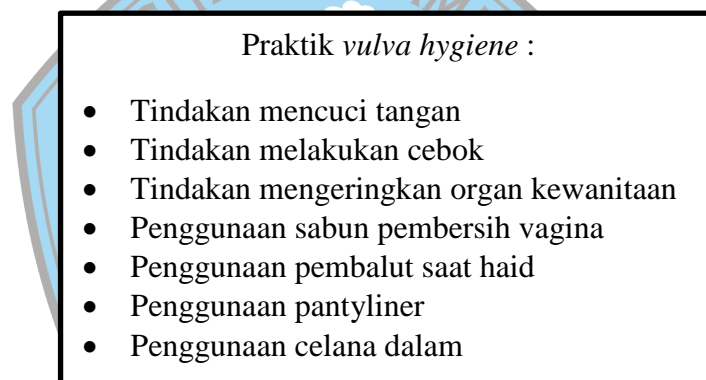 Praktik vulva hygiene :
• Tindakan mencuci tangan
• Tindakan melakukan cebok
• Tindakan mengeringkan organ kewanitaan
• Penggunaan sabun pembersih vagina
• Penggunaan pembalut saat haid
• Penggunaan pantyliner
• Penggunaan celana dalam